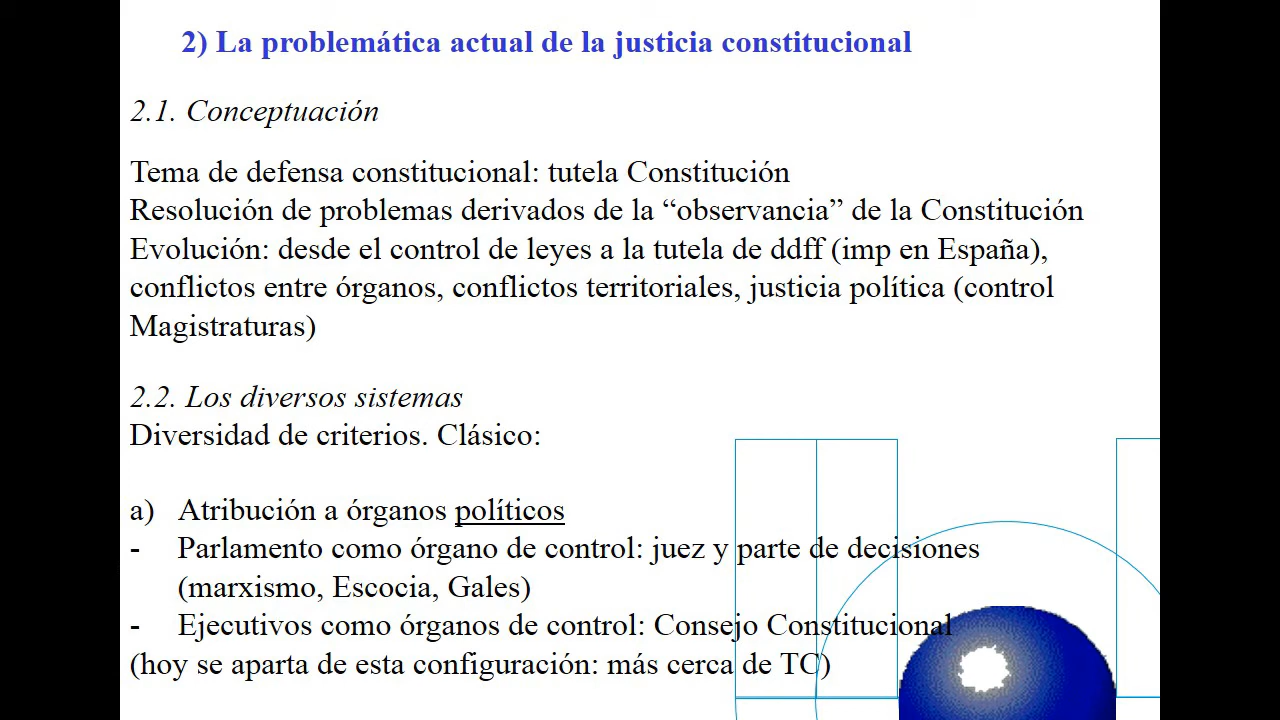 2) La problemática actual de la justicia constitucional
2.1. Conceptuación
Tema de defensa constitucional: tutela Constitución
Resolución de problemas derivados de la “observancia” de la Constitución
Evolución: desde el control de leyes a la tutela de ddff (imp en España),
conflictos entre órganos, conflictos territoriales, justicia política (control
Magistraturas)
2.2. Los diversos sistemas
Diversidad de criterios. Clásico:
a) Atribución a órganos políticos
- Parlamento como órgano de control: juez y parte de decisiones
(marxismo, Escocia, Gales)
- Ejecutivos como órganos de control: Consejo Constitucional
(hoy se aparta de esta configuración: más cerca de TC)